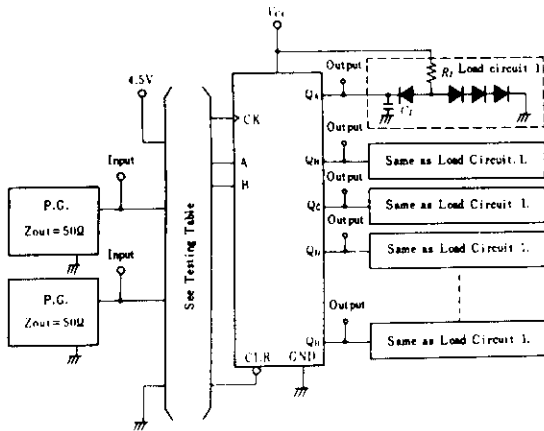 Vcc
4.5V
Input
P.G.
Zout=50Ω
Input
P.G.
Zout=50Ω
See Testing Table
CK
A
B
CLR
GND
Output
QA
RL
Load circuit 1
CL
Output
QB
Same as Load Circuit 1.
Output
QC
Same as Load Circuit 1.
Output
QD
Same as Load Circuit 1.
Output
QH
Same as Load Circuit 1.